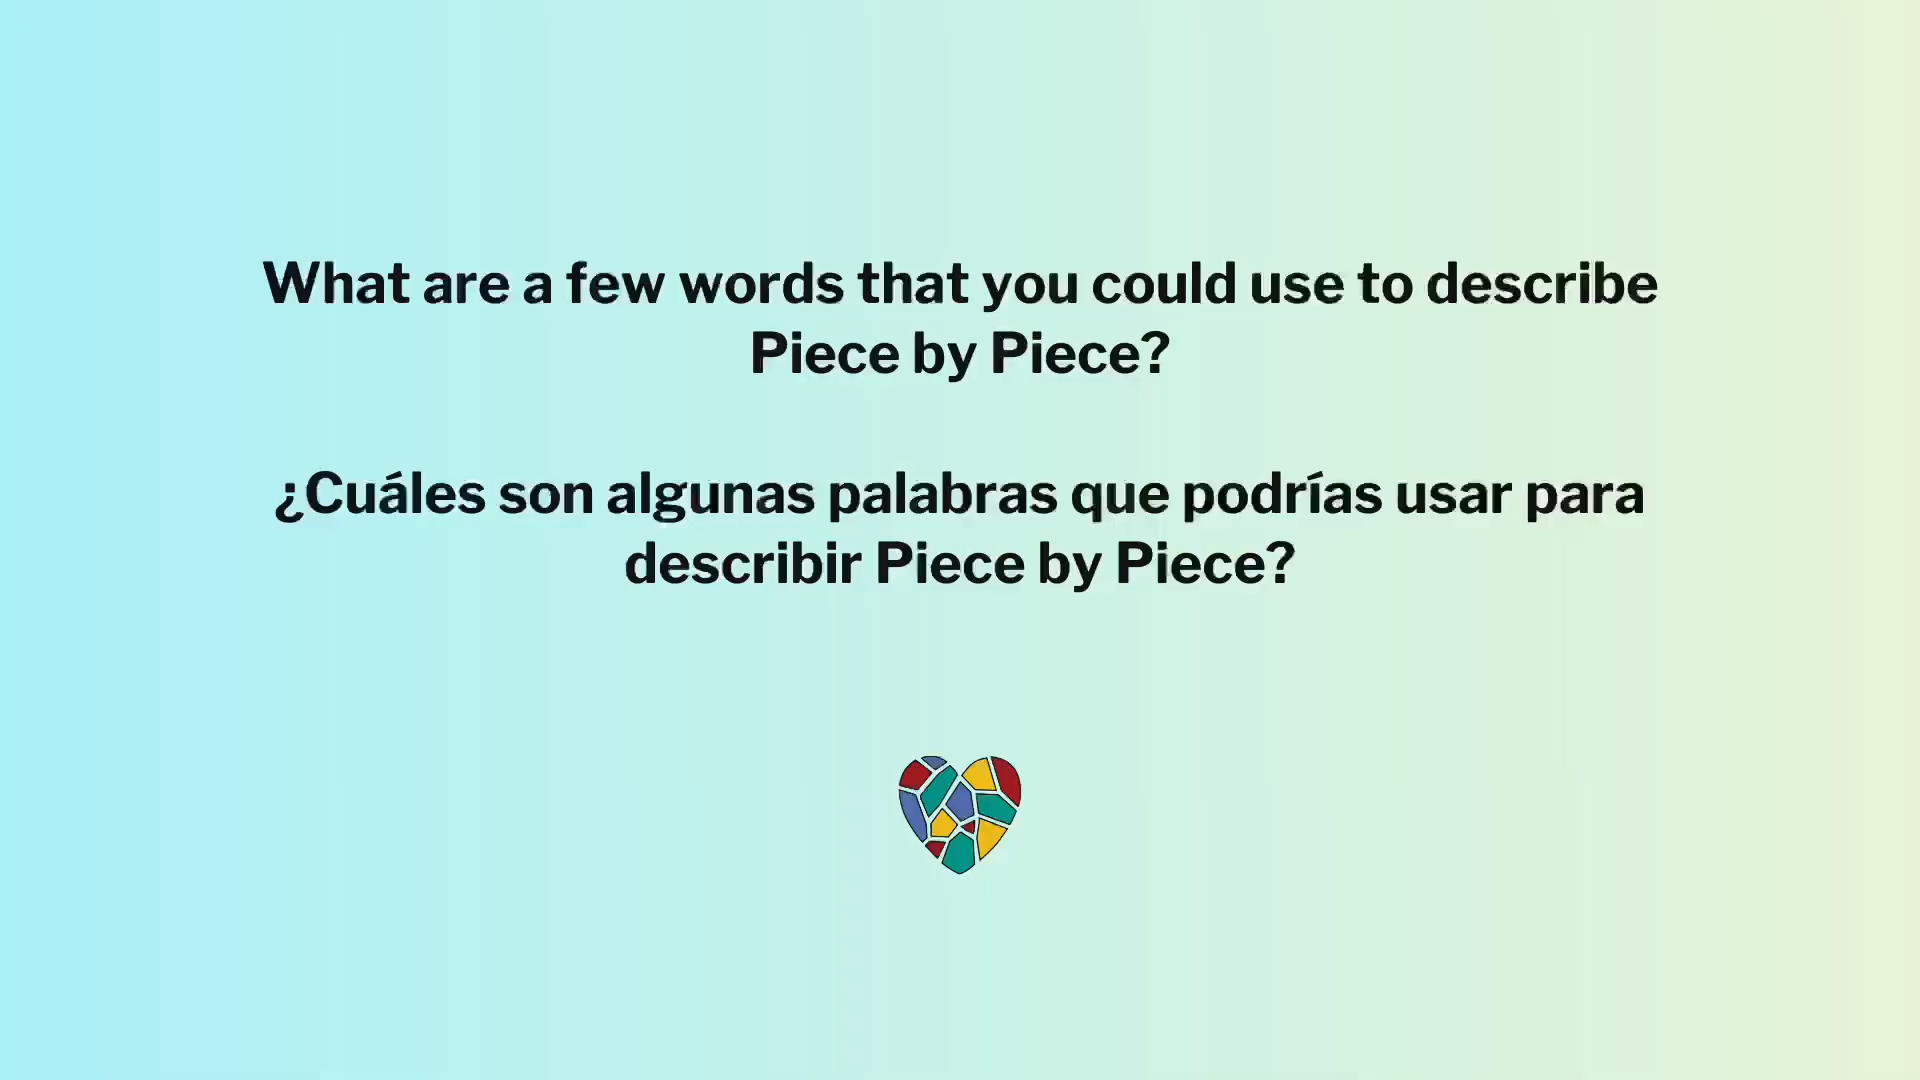 What are a few words that you could use to describe
Piece by Piece?
¿Cuáles son algunas palabras que podrías usar para
describir Piece by Piece?